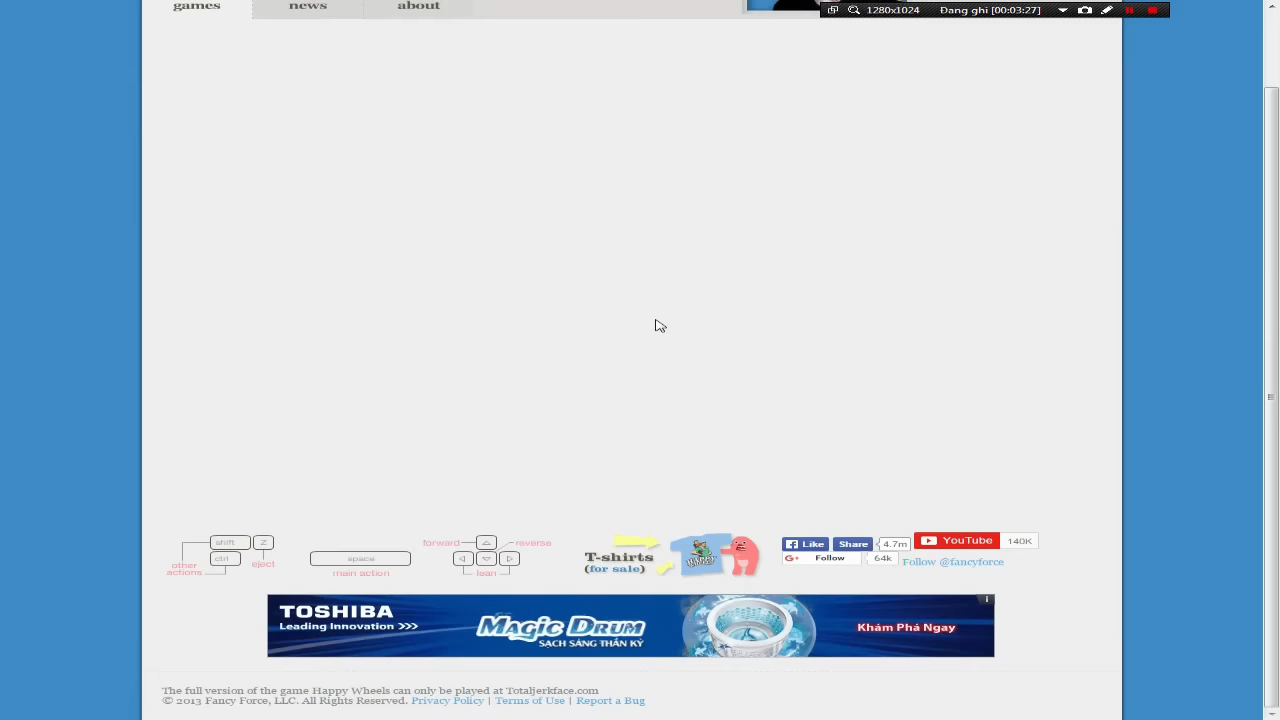 games
news
about
1280x1024
Đang ghi [00:03:27]
shift
Z
ctrl
other
actions
eject
space
main action
forward
reverse
lean
T-shirts
(for sale)
Like
Share
4.7m
YouTube
140K
G+
Follow
64k
Follow @fancyforce
TOSHIBA
Leading Innovation >>>
MAGIC DRUM
SẠCH SÁNG THẦN KỲ
Khám Phá Ngay
The full version of the game Happy Wheels can only be played at Totaljerkface.com
© 2013 Fancy Force, LLC. All Rights Reserved. Privacy Policy | Terms of Use | Report a Bug